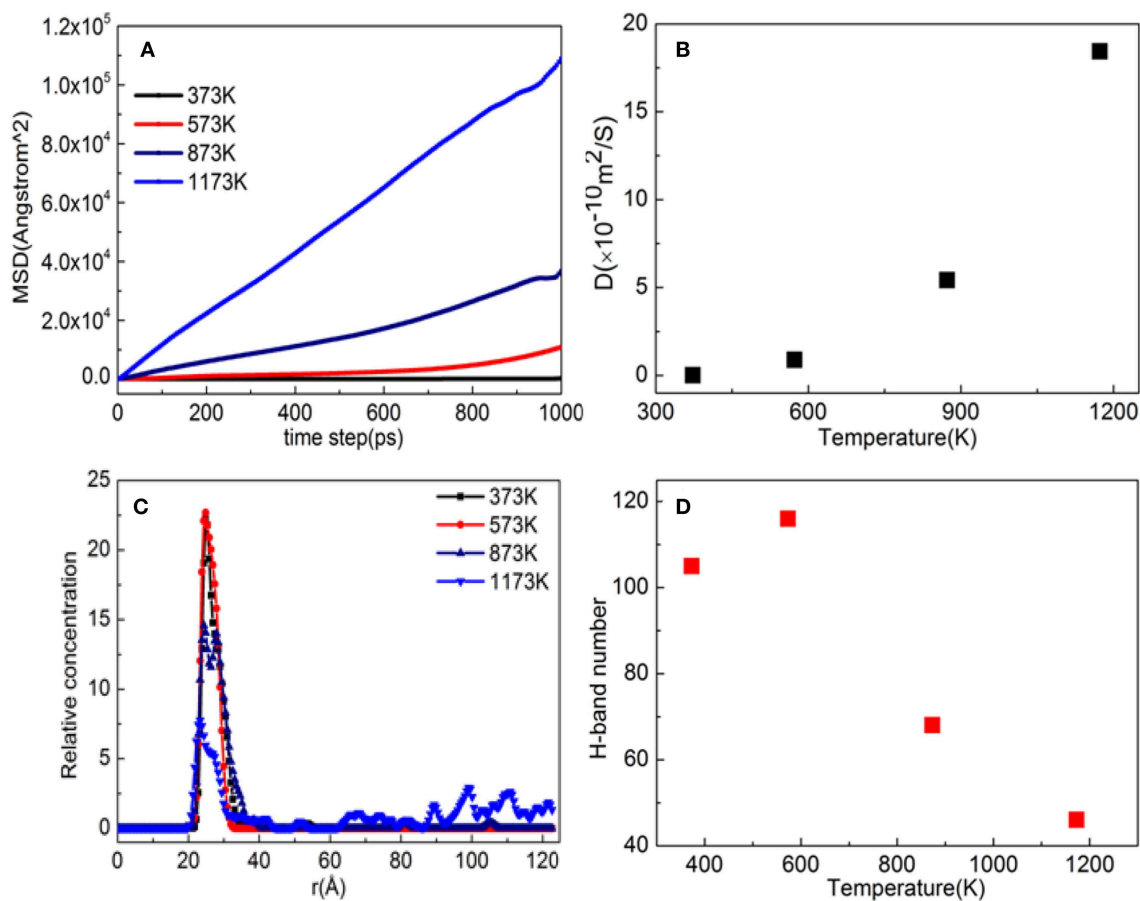 A
1.2x10^5
1.0x10^5
8.0x10^4
6.0x10^4
4.0x10^4
2.0x10^4
0.0
MSD(Angstrom^2)
373K
573K
873K
1173K
0 200 400 600 800 1000
time step(ps)
B
20
15
10
5
0
D(×10^-10m^2/S)
300 600 900 1200
Temperature(K)
C
25
20
15
10
5
0
Relative concentration
373K
573K
873K
1173K
0 20 40 60 80 100 120
r(Å)
D
120
100
80
60
40
H-band number
400 600 800 1000 1200
Temperature(K)